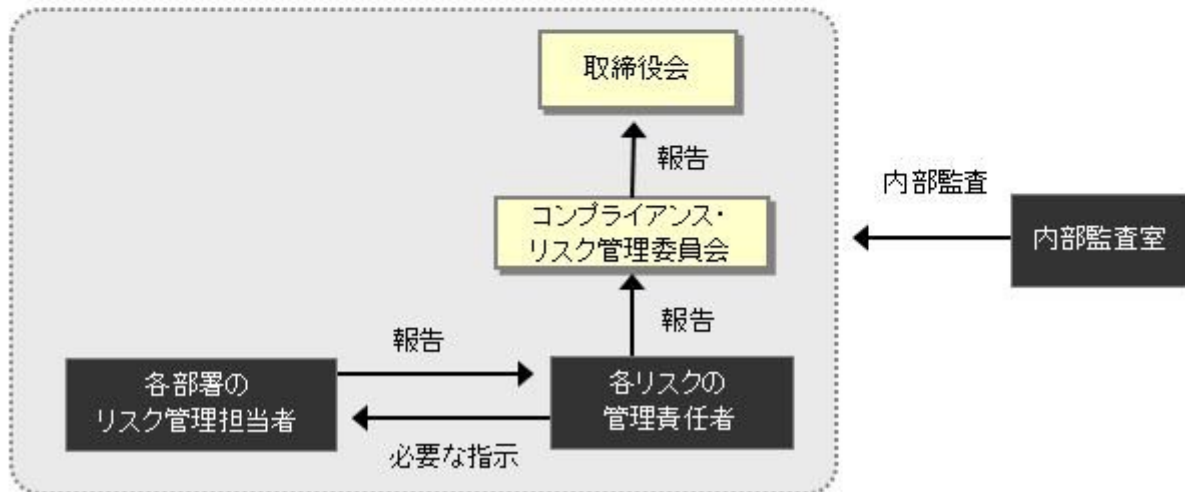 取締役会
報告
内部監査
コンプライアンス・
リスク管理委員会
内部監査室
報告
報告
各部署の
リスク管理担当者
各リスクの
管理責任者
必要な指示